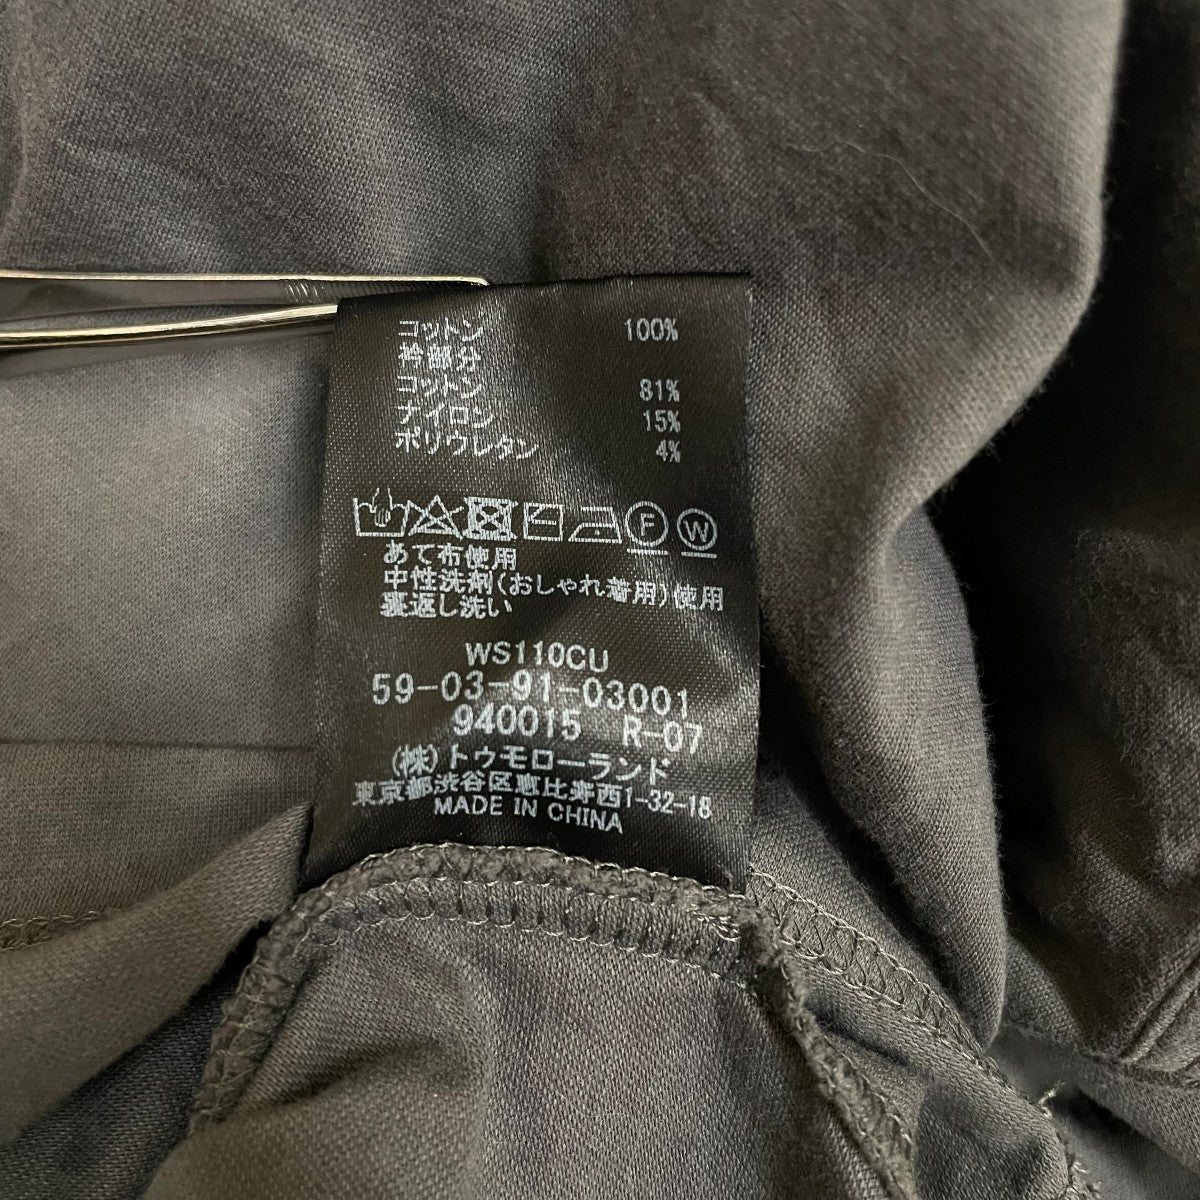 コットン 100%
衿部分
コットン 81%
ナイロン 15%
ポリウレタン 4%
F W
あて布使用
中性洗剤(おしゃれ着用)使用
裏返し洗い
WS110CU
59-03-91-03001
940015 R-07
(株)トゥモローランド
東京都渋谷区恵比寿西1-32-18
MADE IN CHINA